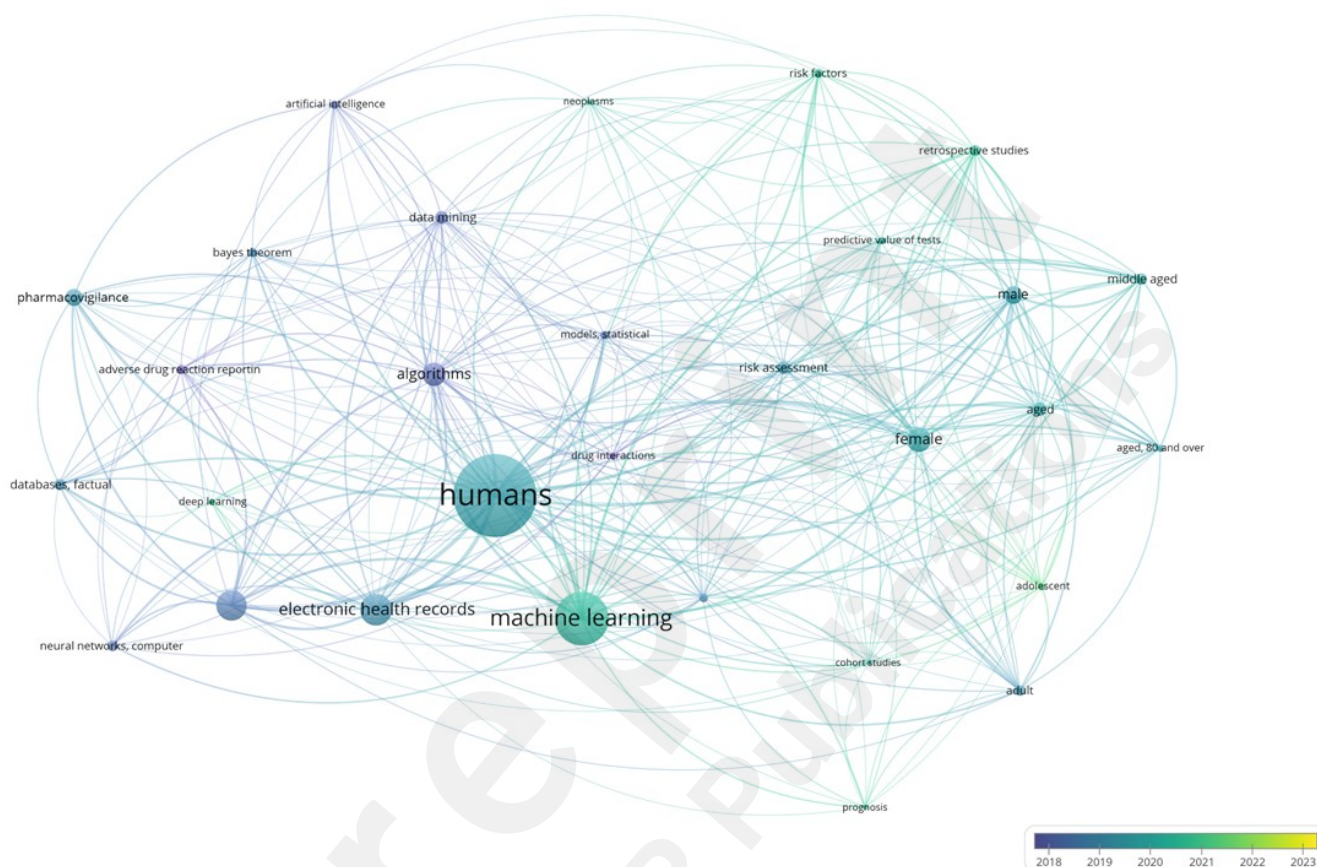 risk factors
artificial intelligence
neoplasms
retrospective studies
data mining
predictive value of tests
bayes theorem
middle aged
pharmacovigilance
male
models, statistical
adverse drug reaction reportin
risk assessment
algorithms
aged
female
aged, 80 and over
drug interactions
databases, factual
humans
deep learning
adolescent
electronic health records
machine learning
neural networks, computer
cohort studies
adult
prognosis
2018 2019 2020 2021 2022 2023